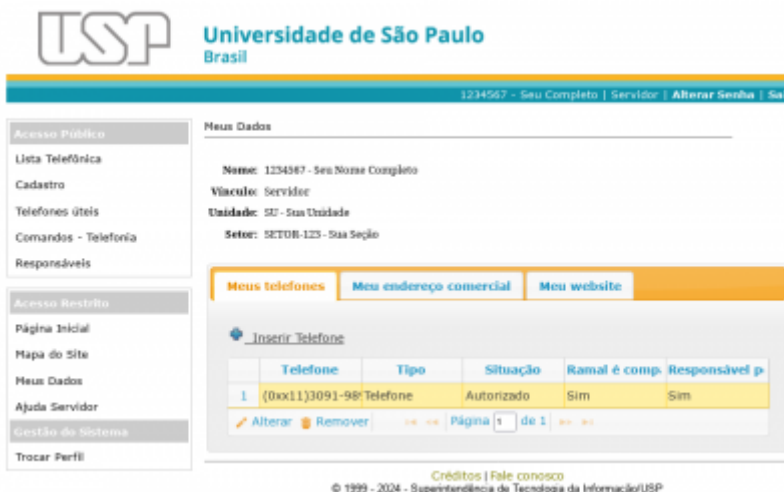 USP
Universidade de São Paulo
Brasil
1234567 - Seu Completo | Servidor | Alterar Senha | Sai
Acesso Público
Lista Telefônica
Cadastro
Telefones úteis
Comandos - Telefonia
Responsáveis
Acesso Restrito
Página Inicial
Mapa do Site
Meus Dados
Ajuda Servidor
Gestão do Sistema
Trocar Perfil
Meus Dados
Nome: 1234567 - Seu Nome Completo
Vínculo: Servidor
Unidade: SU - Sua Unidade
Setor: SETOR-123 - Sua Seção
Meus telefones Meu endereço comercial Meu website
Inserir Telefone
Telefone Tipo Situação Ramal é comp. Responsável p
1 (0xx11)3091-98 Telefone Autorizado Sim Sim
Alterar Remover Página 1 de 1
Créditos | Fale conosco
© 1999 - 2024 - Superintendência de Tecnologia da Informação/USP